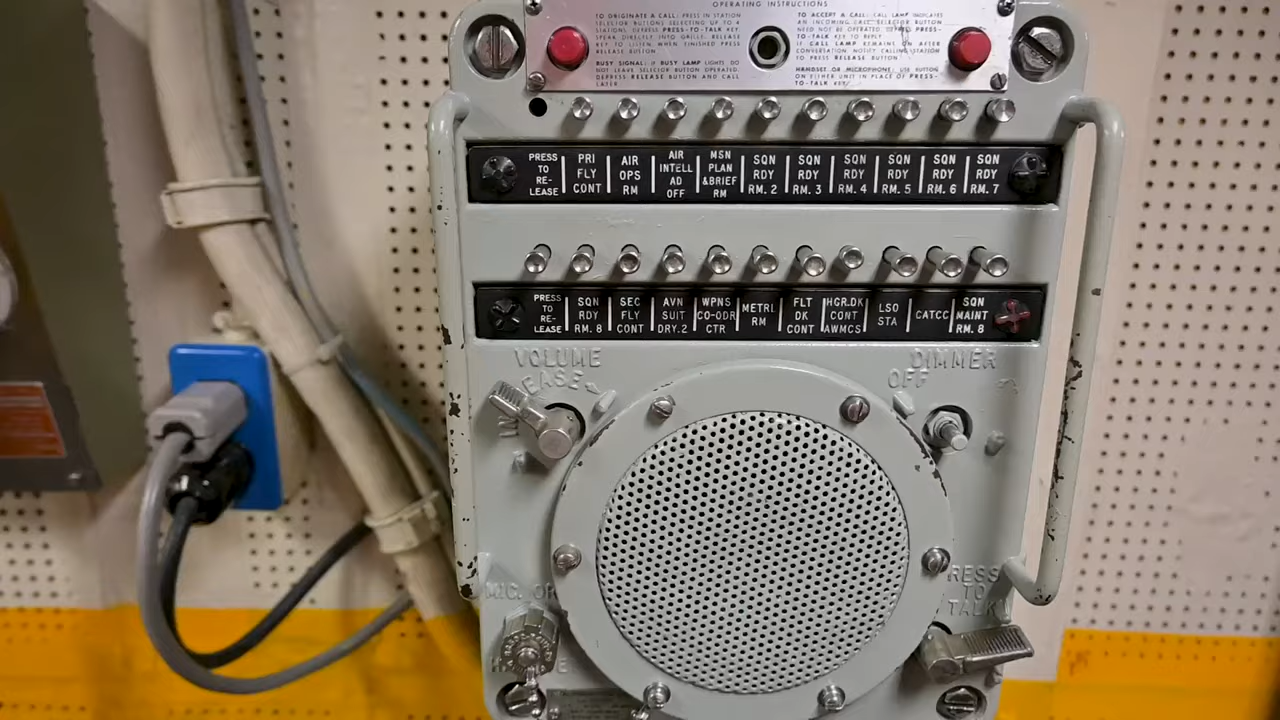 OPERATING INSTRUCTIONS
TO ORIGINATE A CALL: PRESS IN STATION
SELECTOR BUTTONS SELECTING UP TO 4
STATIONS. DEPRESS PRESS-TO-TALK KEY,
SPEAK DIRECTLY INTO GRILLE. RELEASE
KEY TO LISTEN. WHEN FINISHED PRESS
RELEASE BUTTON.
BUSY SIGNAL: IF BUSY LAMP LIGHTS DO
NOT LEAVE SELECTOR BUTTON OPERATED.
DEPRESS RELEASE BUTTON AND CALL
LATER
TO ACCEPT A CALL: CALL LAMP
AN INCOMING CALL. SELECTOR BUTTON
NEED NOT BE OPERATED. PRESS-
TO-TALK KEY TO REPLY.
IF CALL LAMP REMAINS ON AFTER
CONVERSATION NOTIFY CALLING STATION
TO PRESS RELEASE BUTTON
HANDSET OR MICROPHONE: USE BUTTON
ON EITHER UNIT IN PLACE OF PRESS-
TO-TALK KEY
PRESS TO RE-LEASE
PRI FLY CONT
AIR OPS RM
AIR INTELL AD OFF
MSN PLAN &BRIEF RM
SQN RDY RM. 2
SQN RDY RM. 3
SQN RDY RM. 4
SQN RDY RM. 5
SQN RDY RM. 6
SQN RDY RM. 7
PRESS TO RE-LEASE
SQN RDY RM. 8
SEC FLY CONT
AVN SUIT DRY.2
WPNS CO-ODR CTR
METRL RM
FLT DK CONT
HGR.DK CONT AWMCS
LSO STA
CATCC
SQN MAINT RM. 8
VOLUME
DIMMER
OFF
PRESS
TO
TALK